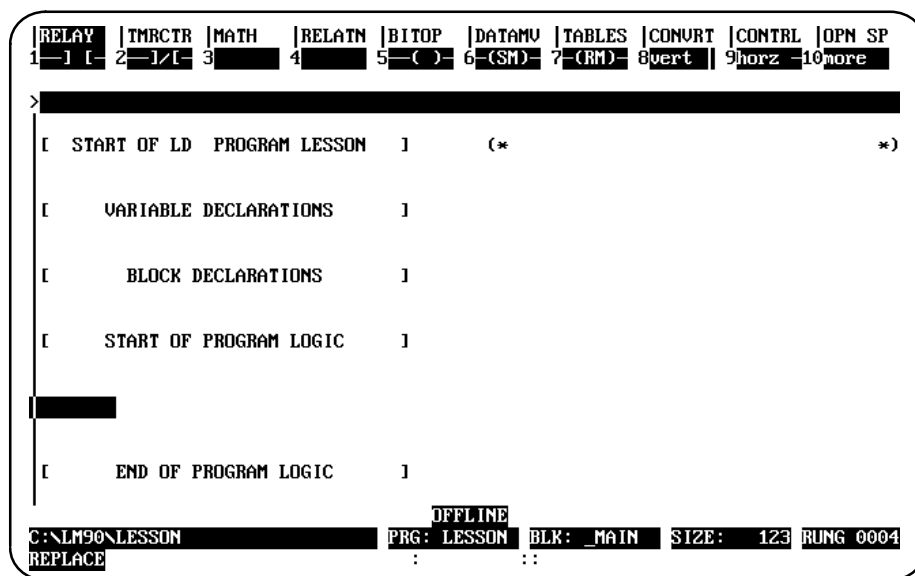 RELAY |TMRCTR |MATH |RELATN |BITOP |DATAMV |TABLES |CONVRT |CONTRL |OPN SP
1—] [— 2—]/[— 3 4 5—( )— 6—(SM)— 7—(RM)— 8vert | 9horz —10more
>
[ START OF LD PROGRAM LESSON ] (* *)
[ VARIABLE DECLARATIONS ]
[ BLOCK DECLARATIONS ]
[ START OF PROGRAM LOGIC ]
[ END OF PROGRAM LOGIC ]
OFFLINE
C:\LM90\LESSON PRG: LESSON BLK: _MAIN SIZE: 123 RUNG 0004
REPLACE : ::